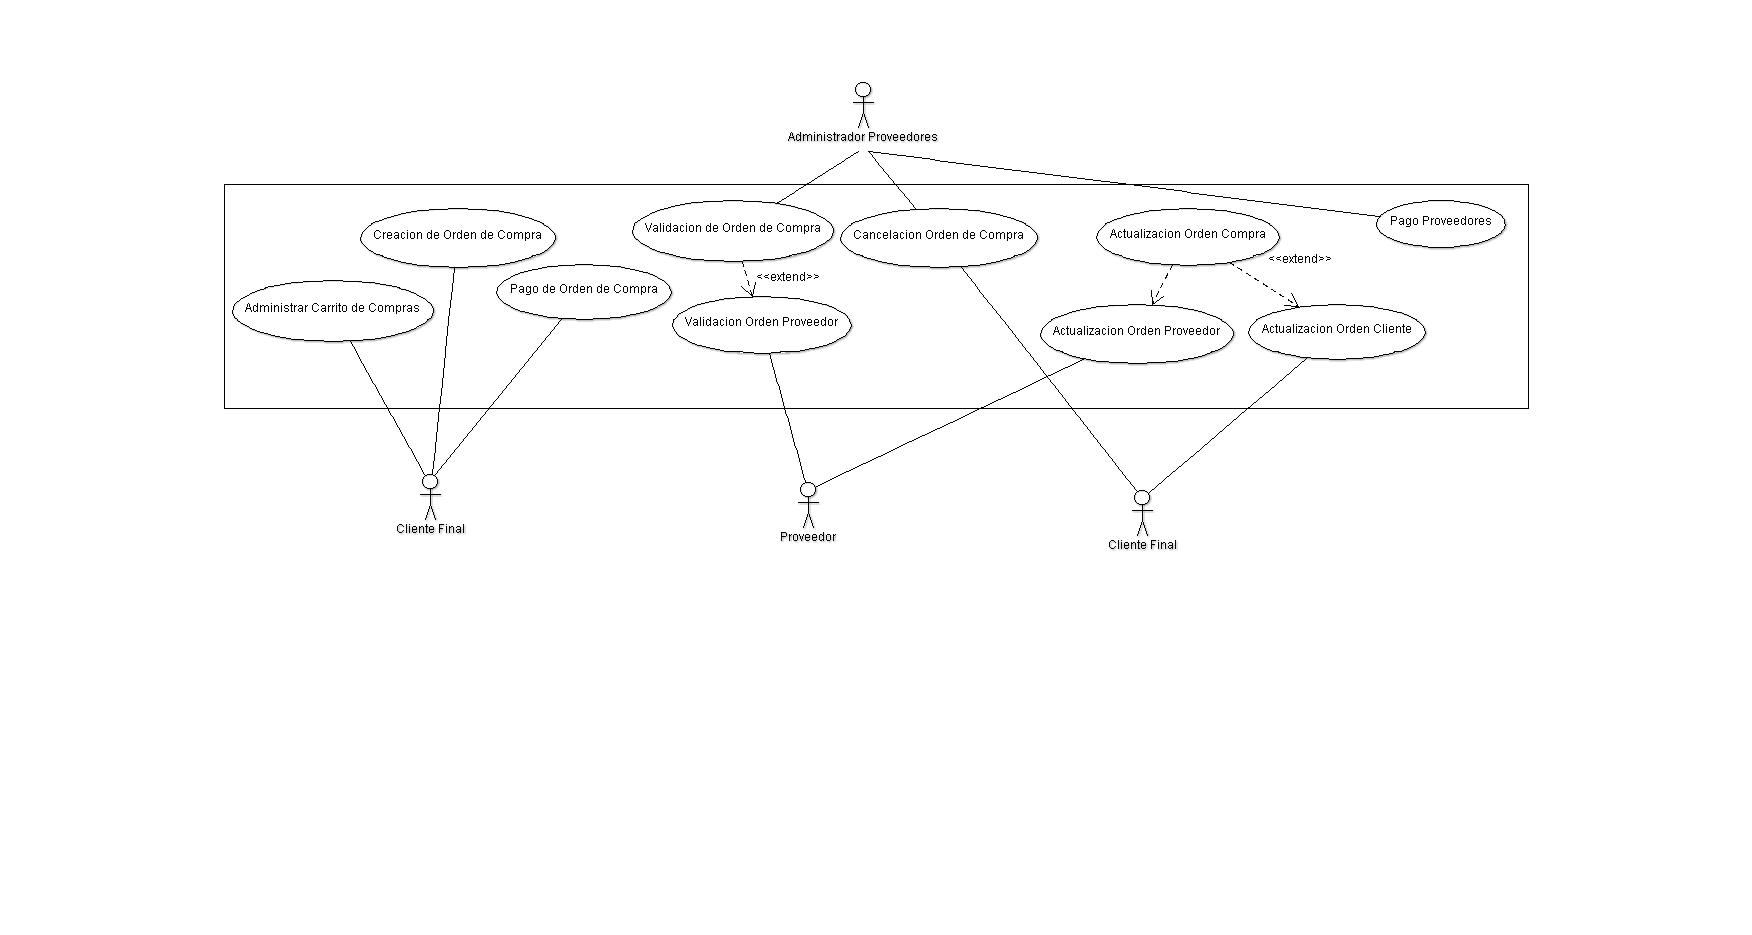 Administrador Proveedores
Creacion de Orden de Compra
Validacion de Orden de Compra
Cancelacion Orden de Compra
Actualizacion Orden Compra
Pago Proveedores
<<extend>>
<<extend>>
Administrar Carrito de Compras
Pago de Orden de Compra
Validacion Orden Proveedor
Actualizacion Orden Proveedor
Actualizacion Orden Cliente
Cliente Final
Proveedor
Cliente Final